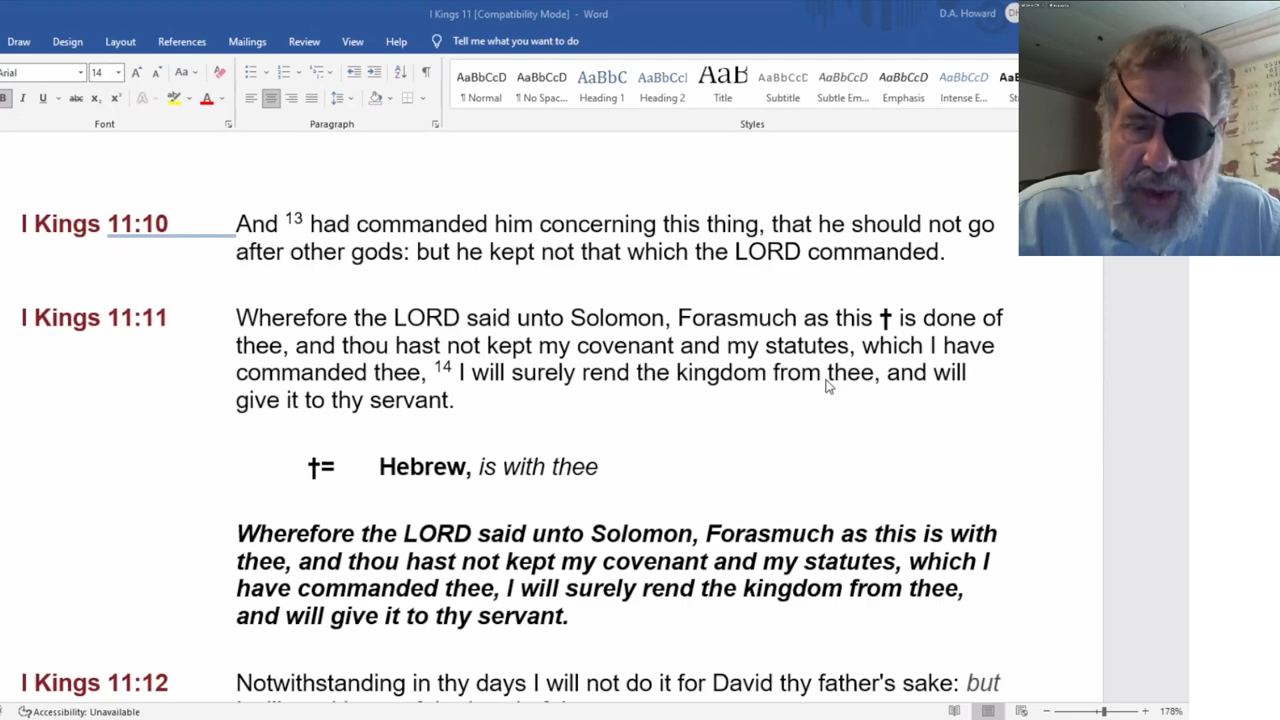 I Kings 11 [Compatibility Mode] - Word
D.A. Howard
DH
Draw Design Layout References Mailings Review View Help Tell me what you want to do
Arial 14 A A Aa
B I U abc x₂ x² A A
Font
Paragraph
AaBbCcD AaBbCcD AaBbC AaBbCcI AaB AaBbCcD AaBbCcD AaBbCcD AaBbCcD
¶ Normal ¶ No Spac... Heading 1 Heading 2 Title Subtitle Subtle Em... Emphasis Intense E...
Styles
I Kings 11:10 And 13 had commanded him concerning this thing, that he should not go
after other gods: but he kept not that which the LORD commanded.
I Kings 11:11 Wherefore the LORD said unto Solomon, Forasmuch as this † is done of
thee, and thou hast not kept my covenant and my statutes, which I have
commanded thee, 14 I will surely rend the kingdom from thee, and will
give it to thy servant.
†= Hebrew, is with thee
Wherefore the LORD said unto Solomon, Forasmuch as this is with
thee, and thou hast not kept my covenant and my statutes, which I
have commanded thee, I will surely rend the kingdom from thee,
and will give it to thy servant.
I Kings 11:12 Notwithstanding in thy days I will not do it for David thy father's sake: but
Accessibility: Unavailable
178%